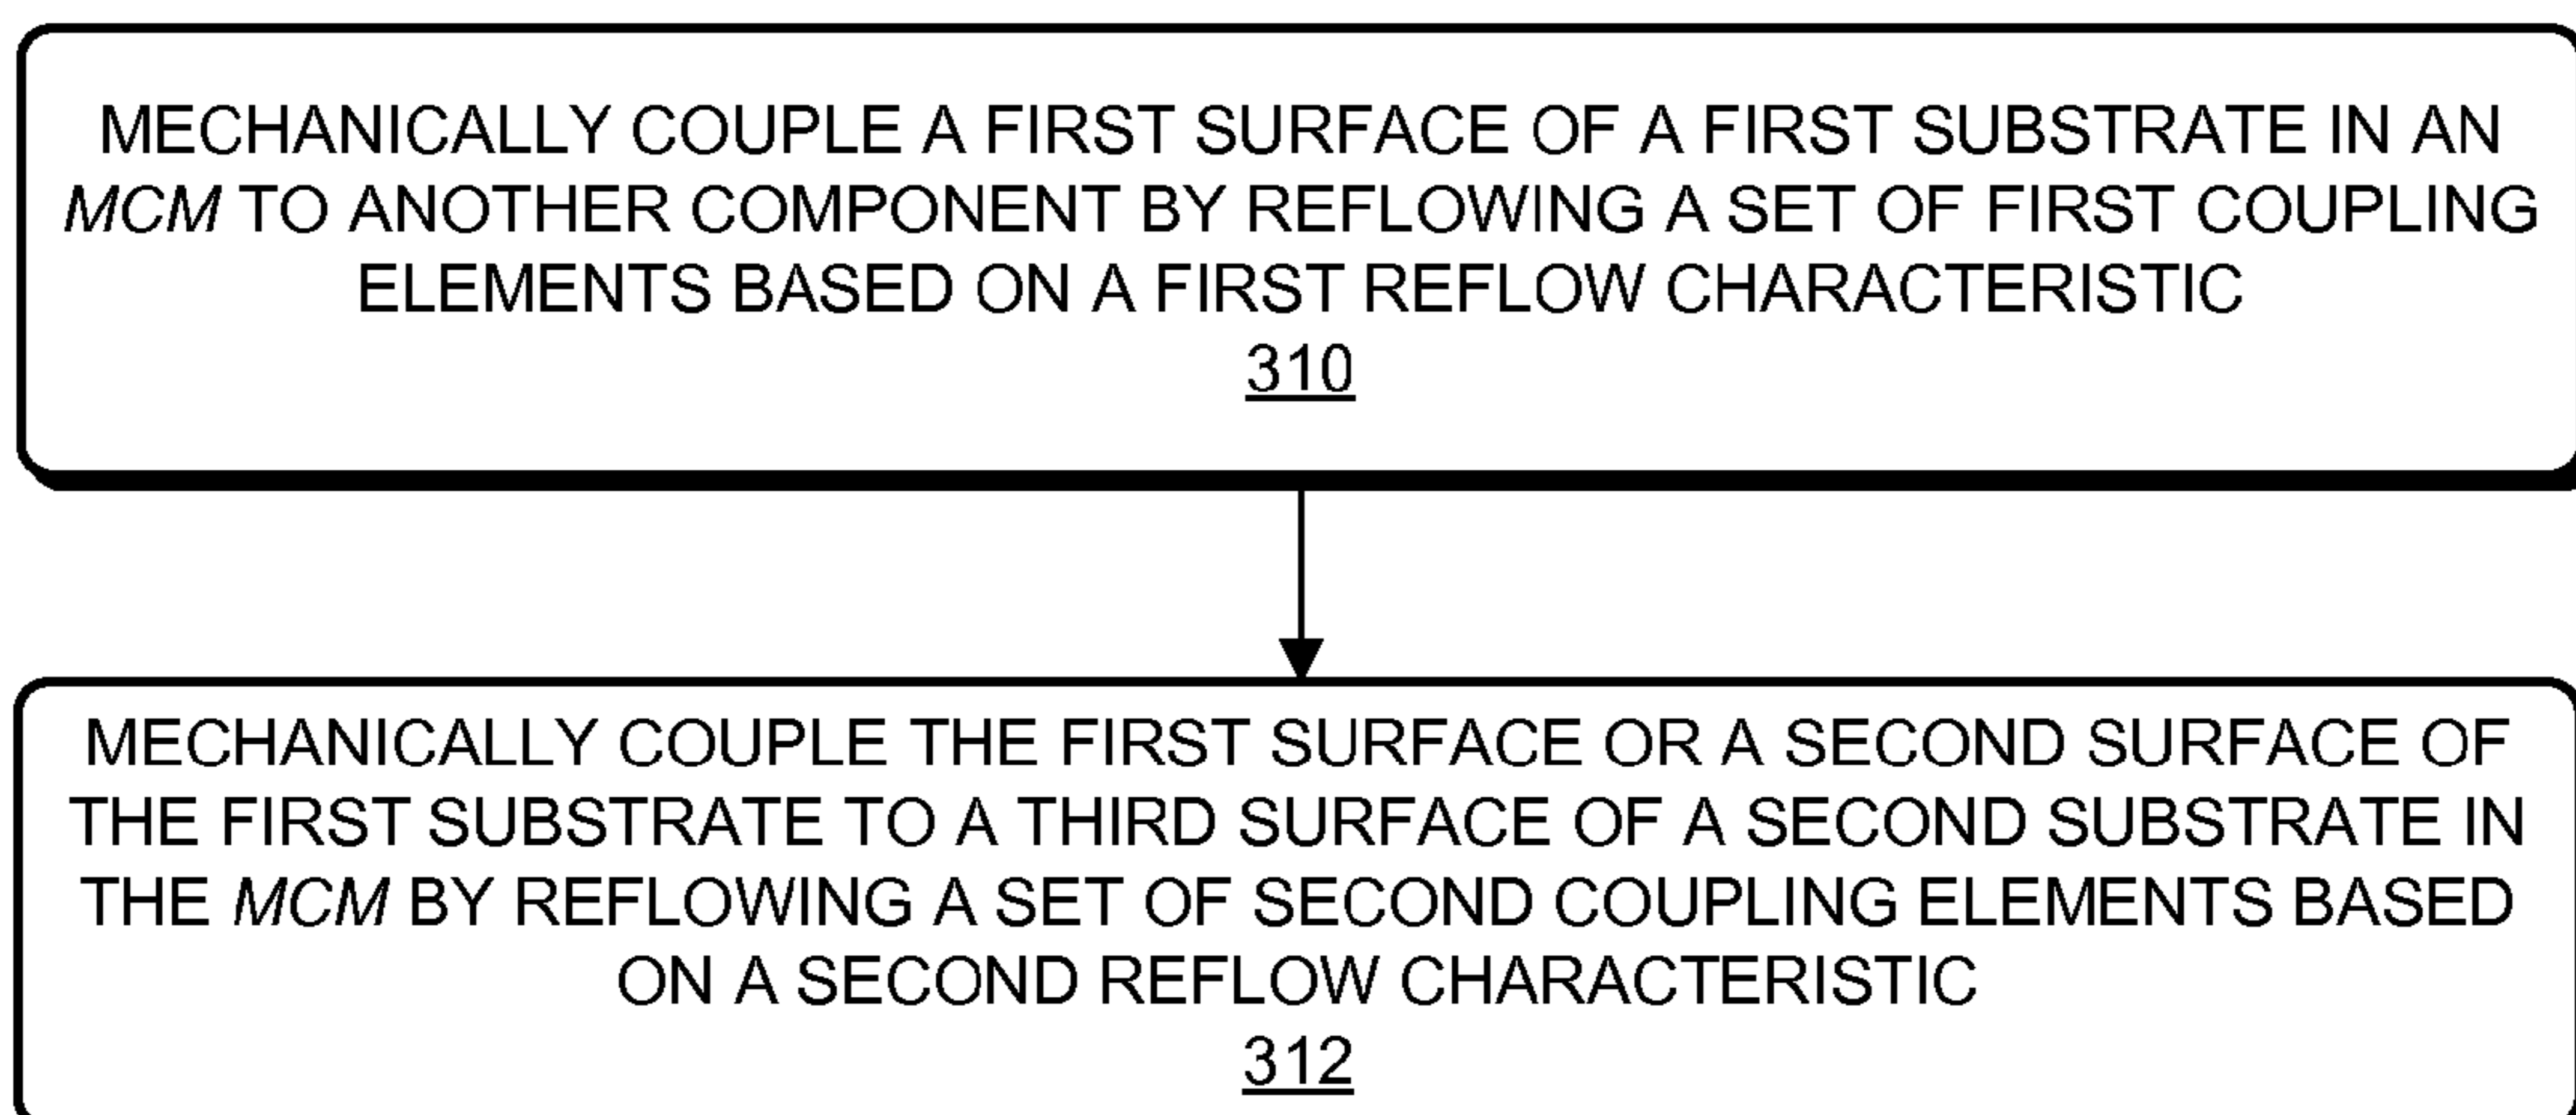 MECHANICALLY COUPLE A FIRST SURFACE OF A FIRST SUBSTRATE IN AN
MCM TO ANOTHER COMPONENT BY REFLOWING A SET OF FIRST COUPLING
ELEMENTS BASED ON A FIRST REFLOW CHARACTERISTIC
310
MECHANICALLY COUPLE THE FIRST SURFACE OR A SECOND SURFACE OF
THE FIRST SUBSTRATE TO A THIRD SURFACE OF A SECOND SUBSTRATE IN
THE MCM BY REFLOWING A SET OF SECOND COUPLING ELEMENTS BASED
ON A SECOND REFLOW CHARACTERISTIC
312